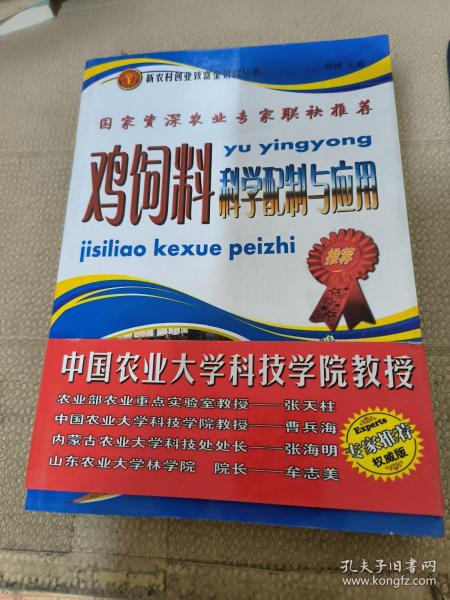 新农村创业致富金钥匙丛书
主编
国家资深农业专家联袂推荐
yu yingyong
鸡饲料科学配制与应用
jisiliao kexue peizhi
推荐
中国农业大学科技学院教授
农业部农业重点实验室教授——张天柱
中国农业大学科技学院教授——曹兵海
内蒙古农业大学科技处处长——张海明
山东农业大学林学院 院长——牟志美
Experts
专家推荐
权威版
孔夫子旧书网
www.kongfz.com